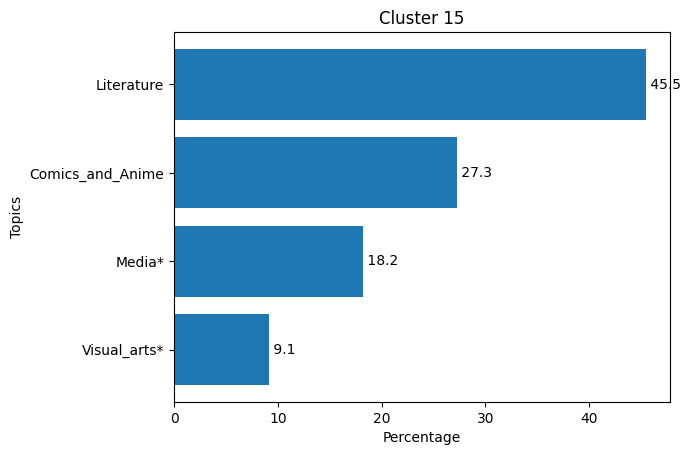 Cluster 15
Literature
45.5
Comics_and_Anime
27.3
Media*
18.2
Visual_arts*
9.1
Topics
0
10
20
30
40
Percentage